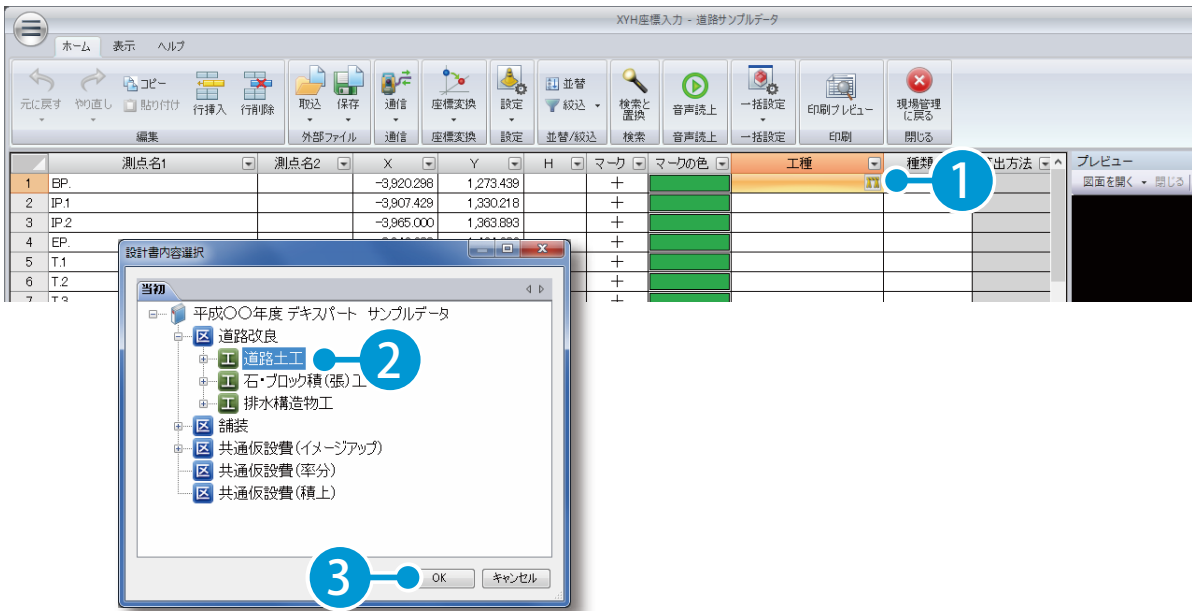 XYH座標入力 - 道路サンプルデータ
ホーム 表示 ヘルプ
元に戻す やり直し コピー 貼り付け 行挿入 行削除 取込 保存 通信 座標変換 設定 並替 絞込 検索と置換 音声読上 一括設定 印刷プレビュー 現場管理に戻る
編集 外部ファイル 通信 座標変換 設定 並替/絞込 検索 音声読上 一括設定 印刷 閉じる
測点名1 測点名2 X Y H マーク マークの色 工種 種類 出方法 プレビュー
1 BP. -3,920.298 1,273.439 + 1 図面を開く 閉じる
2 IP.1 -3,907.429 1,330.218 +
3 IP.2 -3,965.000 1,363.893 +
4 EP. +
5 T.1 +
6 T.2 +
7 T.3 +
設計書内容選択
当初
平成〇〇年度 デキスパート サンプルデータ
区 道路改良
工 道路土工 2
工 石・ブロック積(張)工
工 排水構造物工
区 舗装
区 共通仮設費(イメージアップ)
区 共通仮設費(率分)
区 共通仮設費(積上)
3 OK キャンセル